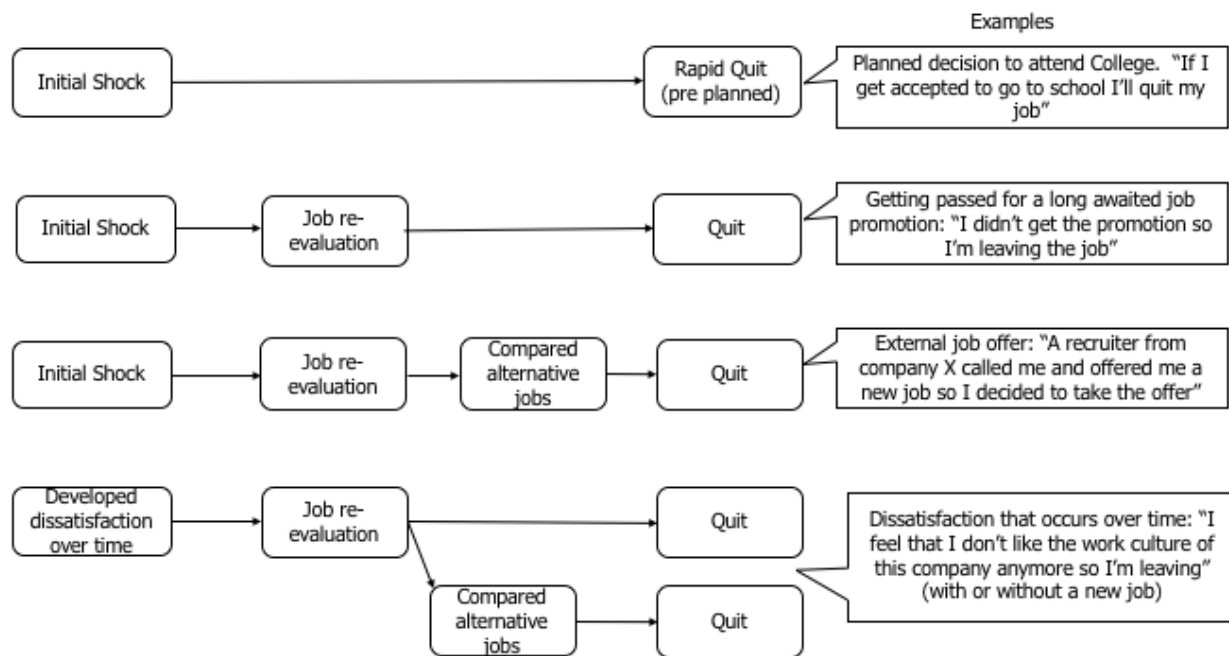 Examples
Initial Shock
Rapid Quit
(pre planned)
Planned decision to attend College. “If I
get accepted to go to school I’ll quit my
job”
Initial Shock
Job re-
evaluation
Quit
Getting passed for a long awaited job
promotion: “I didn’t get the promotion so
I’m leaving the job”
Initial Shock
Job re-
evaluation
Compared
alternative
jobs
Quit
External job offer: “A recruiter from
company X called me and offered me a
new job so I decided to take the offer”
Developed
dissatisfaction
over time
Job re-
evaluation
Quit
Dissatisfaction that occurs over time: “I
feel that I don’t like the work culture of
this company anymore so I’m leaving”
(with or without a new job)
Compared
alternative
jobs
Quit